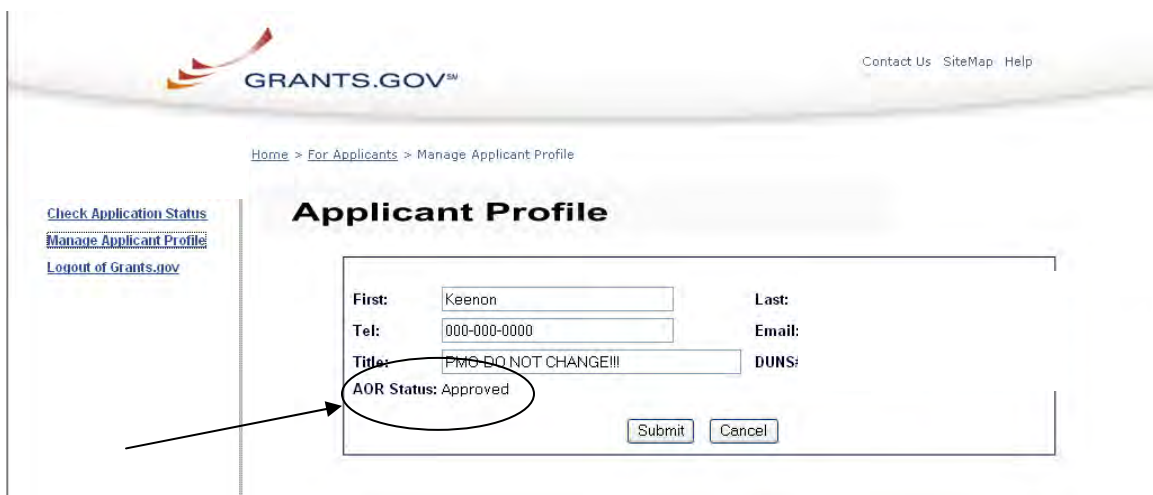 Contact Us SiteMap Help
GRANTS.GOV℠
Home > For Applicants > Manage Applicant Profile
Check Application Status
Manage Applicant Profile
Logout of Grants.gov
Applicant Profile
First: Keenon Last:
Tel: 000-000-0000 Email:
Title: PMO-DO NOT CHANGE!!! DUNS#
AOR Status: Approved
Submit Cancel